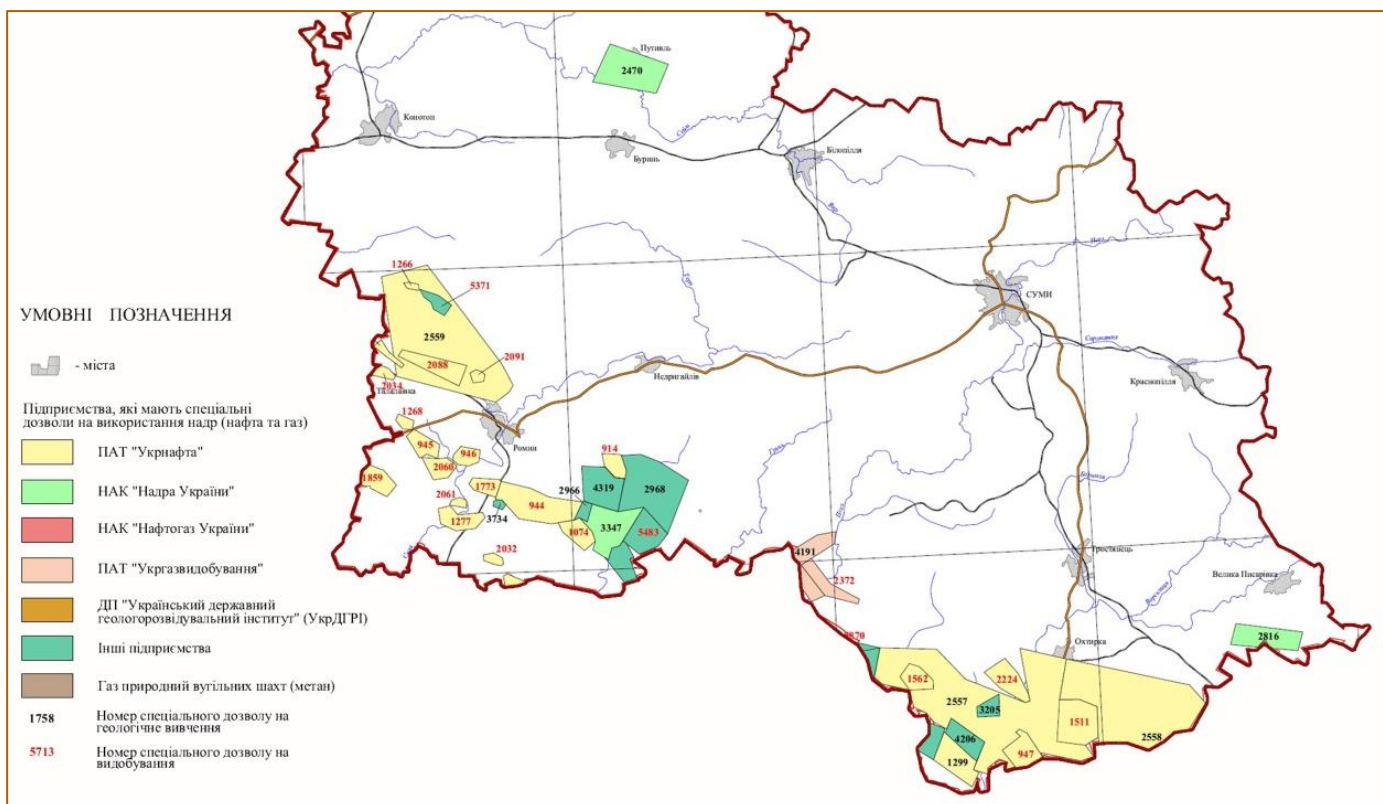 Путивль
2470
Конотоп
Буринь
Сейм
Білопілля
Вир
1266
5371
УМОВНІ ПОЗНАЧЕННЯ
СУМИ
2559
2091
2088
- міста
2034
Талалаївка
Недригайлів
Краснопілля
Підприємства, які мають спеціальні
дозволи на використання надр (нафта та газ)
1268
Ромни
945
946
914
ПАТ "Укрнафта"
2060
1859
1773
2966
4319
2968
НАК "Надра України"
2061
944
1277
3734
1074
3347
5483
НАК "Нафтогаз України"
2032
4191
Тростянець
ПАТ "Укргазвидобування"
2372
Велика Писарівка
ДП "Український державний
геологорозвідувальний інститут" (УкрДГРІ)
2816
Охтирка
Інші підприємства
1562
2224
Газ природний вугільних шахт (метан)
2557
3205
1511
1758
Номер спеціального дозволу на
геологічне вивчення
4206
2558
947
5713
Номер спеціального дозволу на
видобування
1299